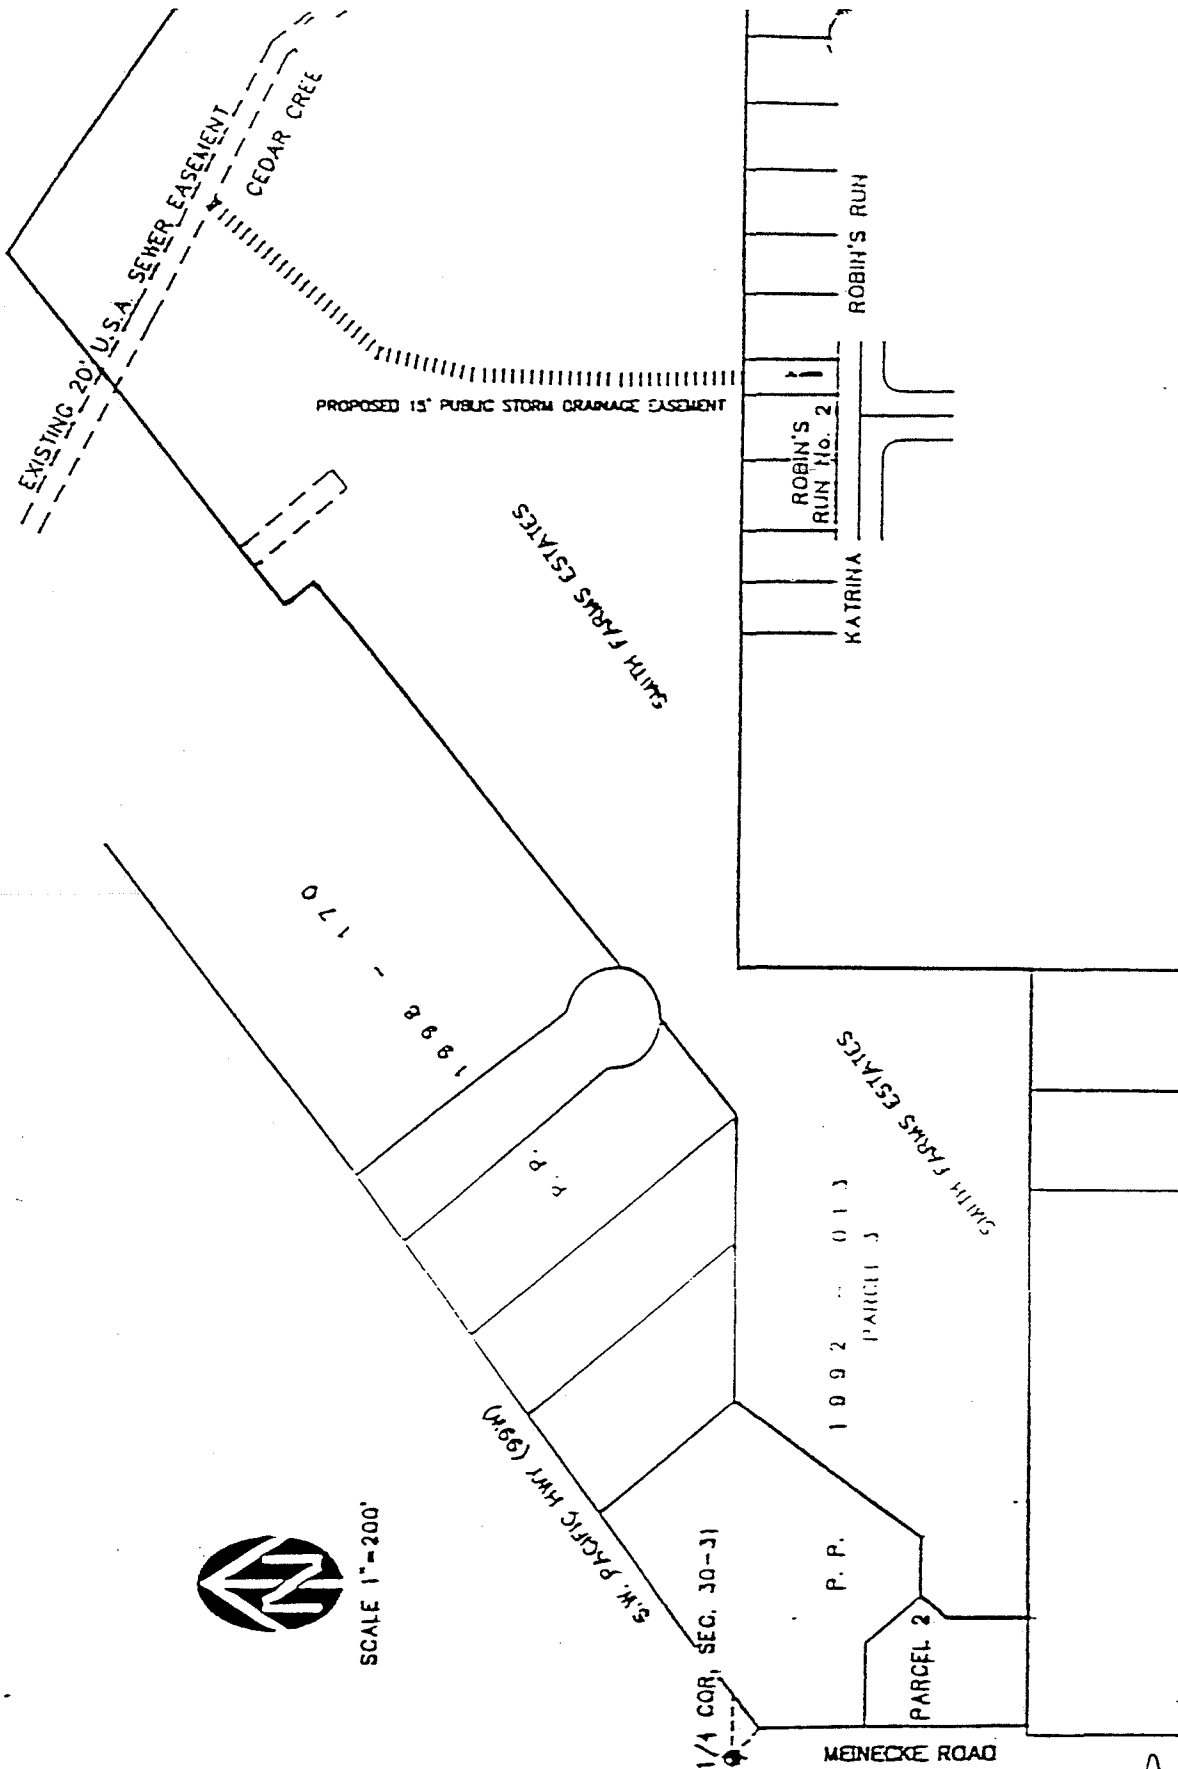 EXISTING 20' U.S.A. SEWER EASEMENT
CEDAR CREE
PROPOSED 15' PUBLIC STORM DRAINAGE EASEMENT
ROBIN'S RUN
ROBIN'S
RUN No. 2
KATRINA
SMITH FARMS ESTATES
1998 - 170
P. P.
SMITH FARMS ESTATES
1992 - 013
PARCEL 3
S.W. PACIFIC HWY (99W)
SCALE 1"=200'
1/4 COR. SEC. 30-31
P. P.
PARCEL 2
MEINECKE ROAD